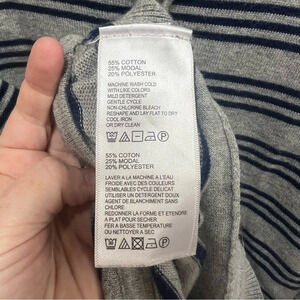 55% COTTON
25% MODAL
20% POLYESTER
MACHINE WASH COLD
WITH LIKE COLORS
MILD DETERGENT
GENTLE CYCLE
NON-CHLORINE BLEACH
RESHAPE AND LAY FLAT TO DRY
COOL IRON
OR DRY CLEAN
55% COTON
25% MODAL
20% POLYESTER
LAVER A LA MACHINE A L'EAU
FROIDE AVEC DES COULEURS
SEMBLABLES CYCLE DELICAT
UTILISER UN DETERGENT DOUX
AGENT DE BLANCHIMENT SANS
CHLORE
REDONNER LA FORME ET ETENDRE
A PLAT POUR SECHER
FER A BASSE TEMPERATURE
OU NETTOYAGE A SEC